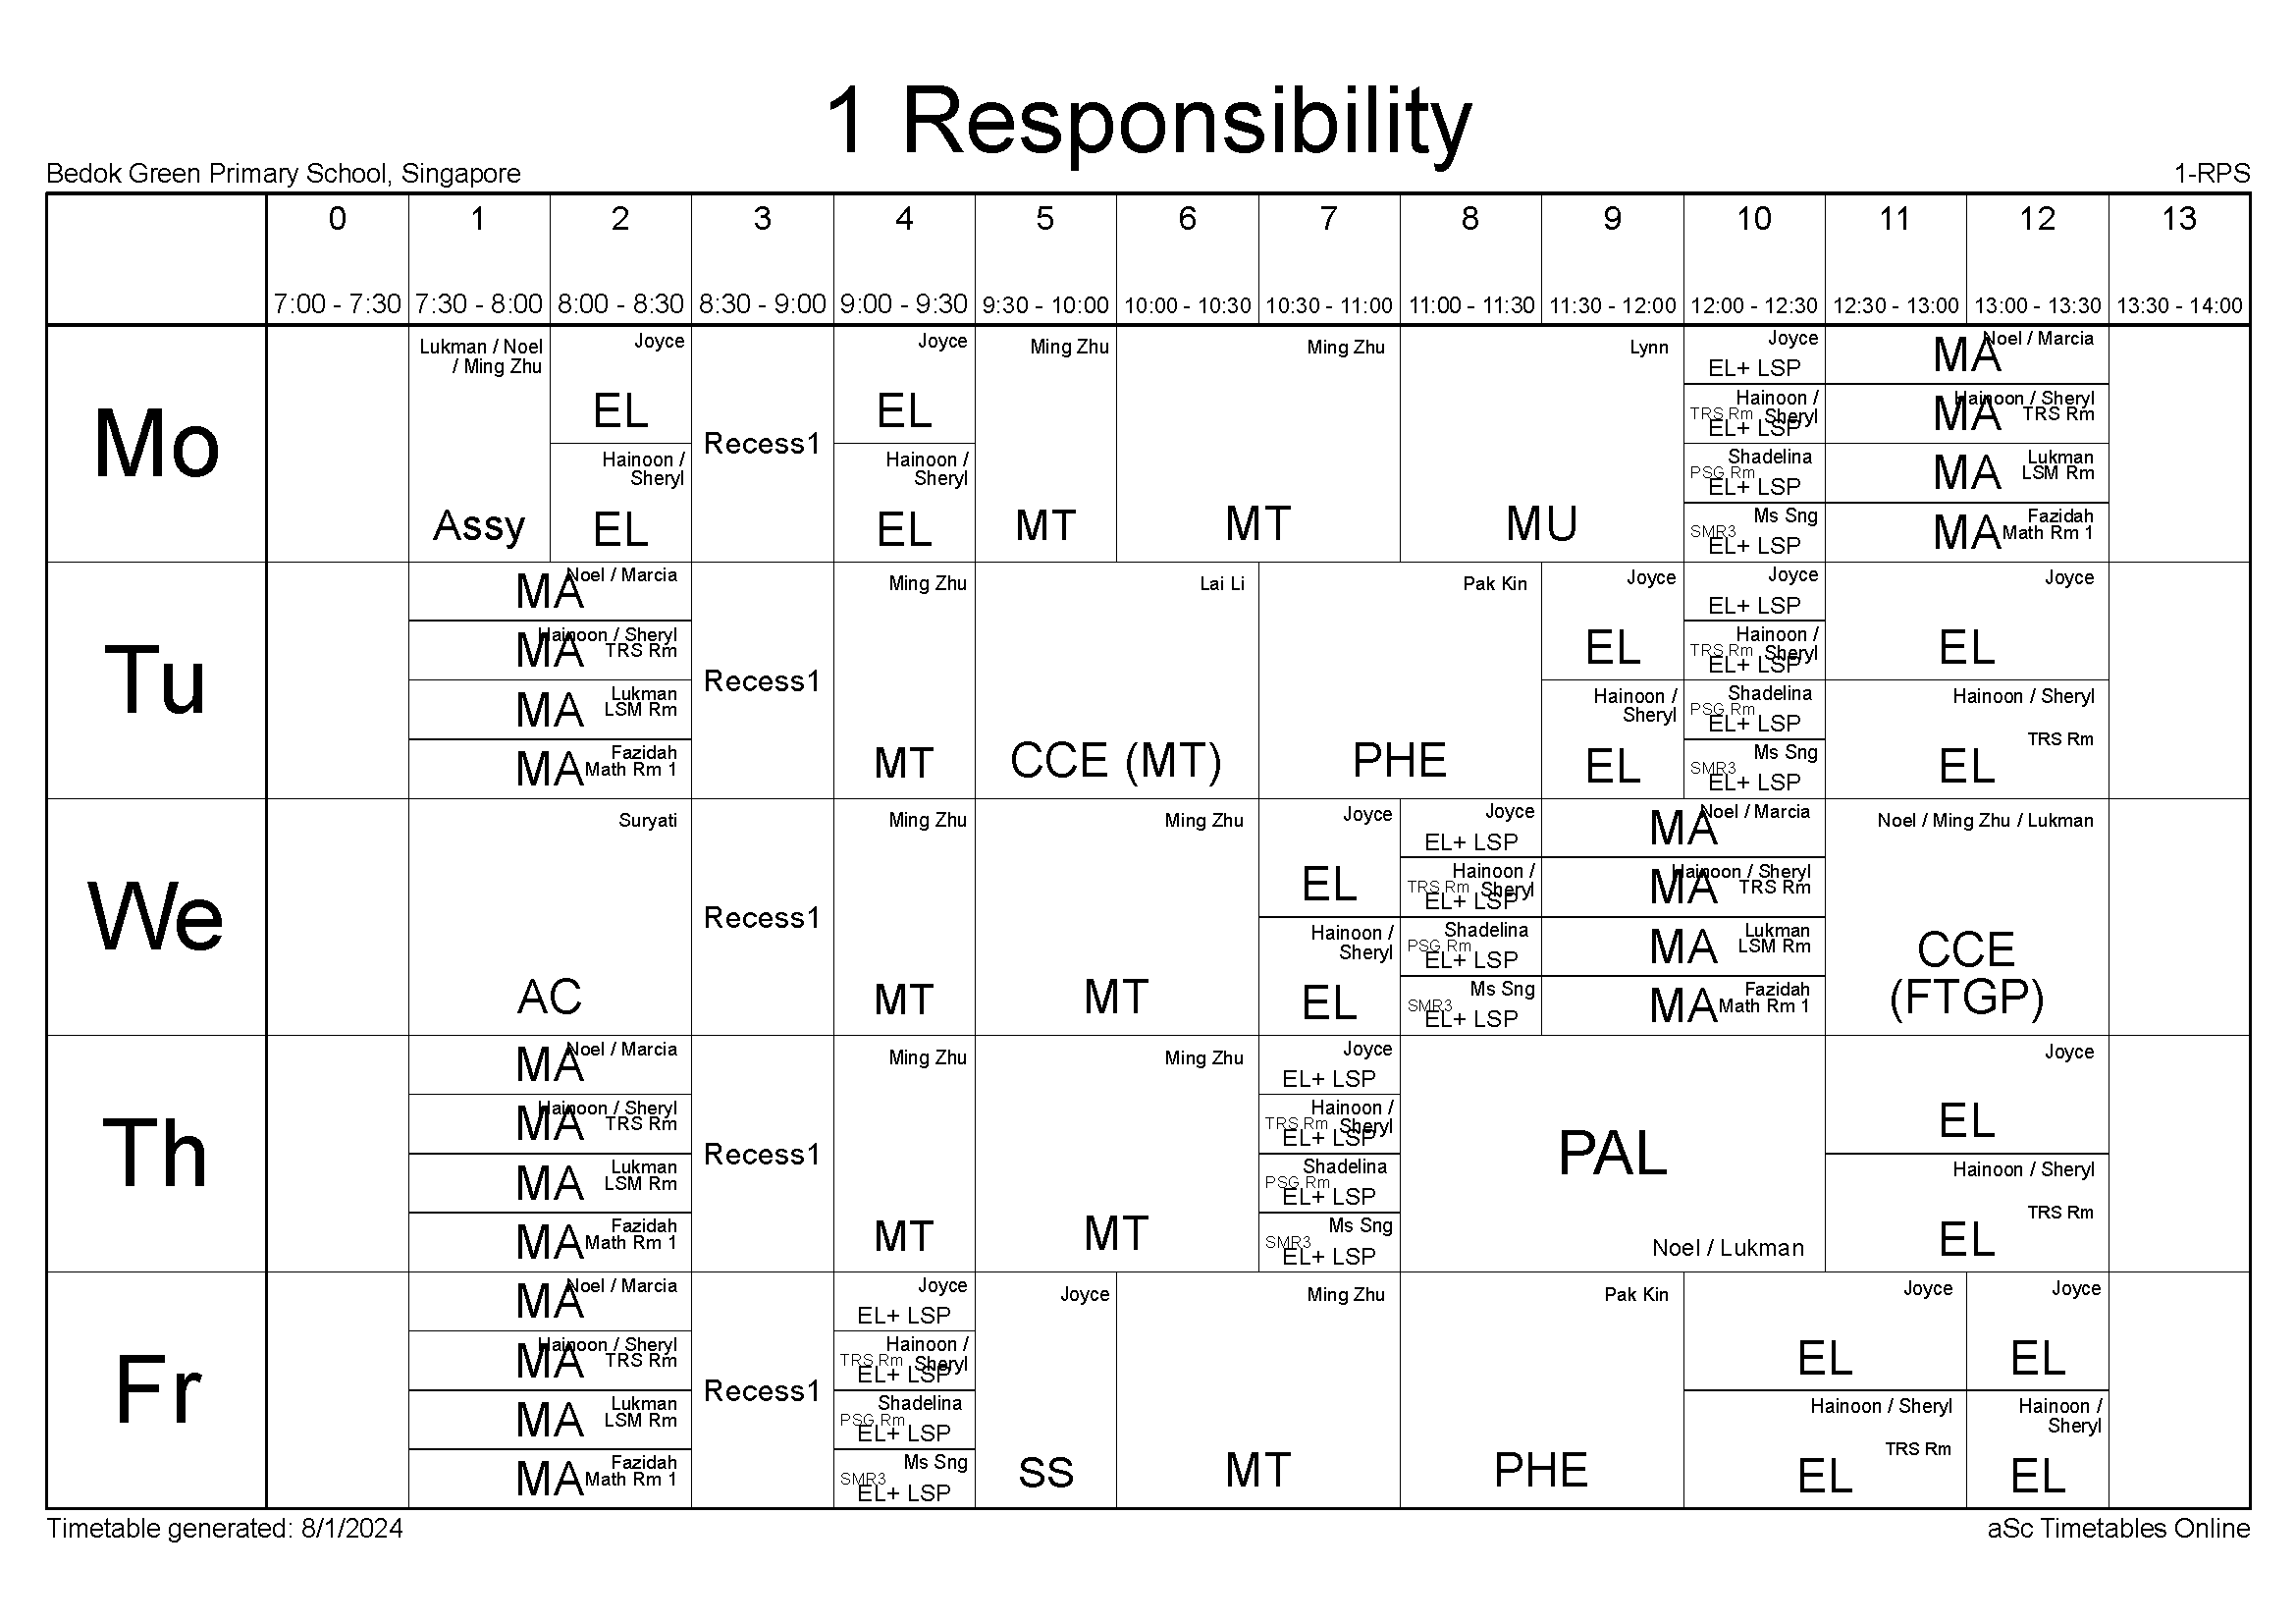 1 Responsibility
Bedok Green Primary School, Singapore
1-RPS
0 1 2 3 4 5 6 7 8 9 10 11 12 13
7:00 - 7:30 7:30 - 8:00 8:00 - 8:30 8:30 - 9:00 9:00 - 9:30 9:30 - 10:00 10:00 - 10:30 10:30 - 11:00 11:00 - 11:30 11:30 - 12:00 12:00 - 12:30 12:30 - 13:00 13:00 - 13:30 13:30 - 14:00
Mo
Lukman / Noel
/ Ming Zhu
Assy
Joyce
EL
Hainoon /
Sheryl
EL
Recess1
Joyce
EL
Hainoon /
Sheryl
EL
Ming Zhu
MT
Ming Zhu
MT
Lynn
MU
Joyce
EL+ LSP
Hainoon /
TRS Rm Sheryl
EL+ LSP
Shadelina
PSG Rm
EL+ LSP
Ms Sng
SMR3
EL+ LSP
Noel / Marcia
MA
Hainoon / Sheryl
MA TRS Rm
Lukman
MA LSM Rm
Fazidah
MA Math Rm 1
Tu
Noel / Marcia
MA
Hainoon / Sheryl
MA TRS Rm
Lukman
MA LSM Rm
Fazidah
MA Math Rm 1
Recess1
Ming Zhu
MT
Lai Li
CCE (MT)
Pak Kin
PHE
Joyce
EL
Hainoon /
Sheryl
EL
Joyce
EL+ LSP
Hainoon /
TRS Rm Sheryl
EL+ LSP
Shadelina
PSG Rm
EL+ LSP
Ms Sng
SMR3
EL+ LSP
Joyce
EL
Hainoon / Sheryl
TRS Rm
EL
We
Suryati
AC
Recess1
Ming Zhu
MT
Ming Zhu
MT
Joyce
EL
Hainoon /
Sheryl
EL
Joyce
EL+ LSP
Hainoon /
TRS Rm Sheryl
EL+ LSP
Shadelina
PSG Rm
EL+ LSP
Ms Sng
SMR3
EL+ LSP
Noel / Marcia
MA
Hainoon / Sheryl
MA TRS Rm
Lukman
MA LSM Rm
Fazidah
MA Math Rm 1
Noel / Ming Zhu / Lukman
CCE
(FTGP)
Th
Noel / Marcia
MA
Hainoon / Sheryl
MA TRS Rm
Lukman
MA LSM Rm
Fazidah
MA Math Rm 1
Recess1
Ming Zhu
MT
Ming Zhu
MT
Joyce
EL+ LSP
Hainoon /
TRS Rm Sheryl
EL+ LSP
Shadelina
PSG Rm
EL+ LSP
Ms Sng
SMR3
EL+ LSP
PAL
Noel / Lukman
Joyce
EL
Hainoon / Sheryl
TRS Rm
EL
Fr
Noel / Marcia
MA
Hainoon / Sheryl
MA TRS Rm
Lukman
MA LSM Rm
Fazidah
MA Math Rm 1
Recess1
Joyce
EL+ LSP
Hainoon /
TRS Rm Sheryl
EL+ LSP
Shadelina
PSG Rm
EL+ LSP
Ms Sng
SMR3
EL+ LSP
Joyce
SS
Ming Zhu
MT
Pak Kin
PHE
Joyce
EL
Hainoon / Sheryl
TRS Rm
EL
Joyce
EL
Hainoon /
Sheryl
EL
Timetable generated: 8/1/2024
aSc Timetables Online